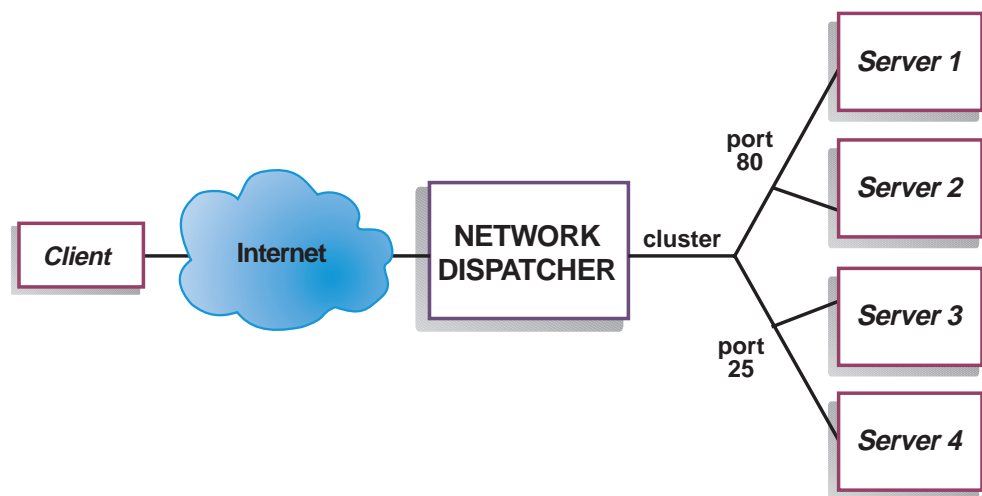 Client
Internet
NETWORK
DISPATCHER
cluster
port
80
port
25
Server 1
Server 2
Server 3
Server 4